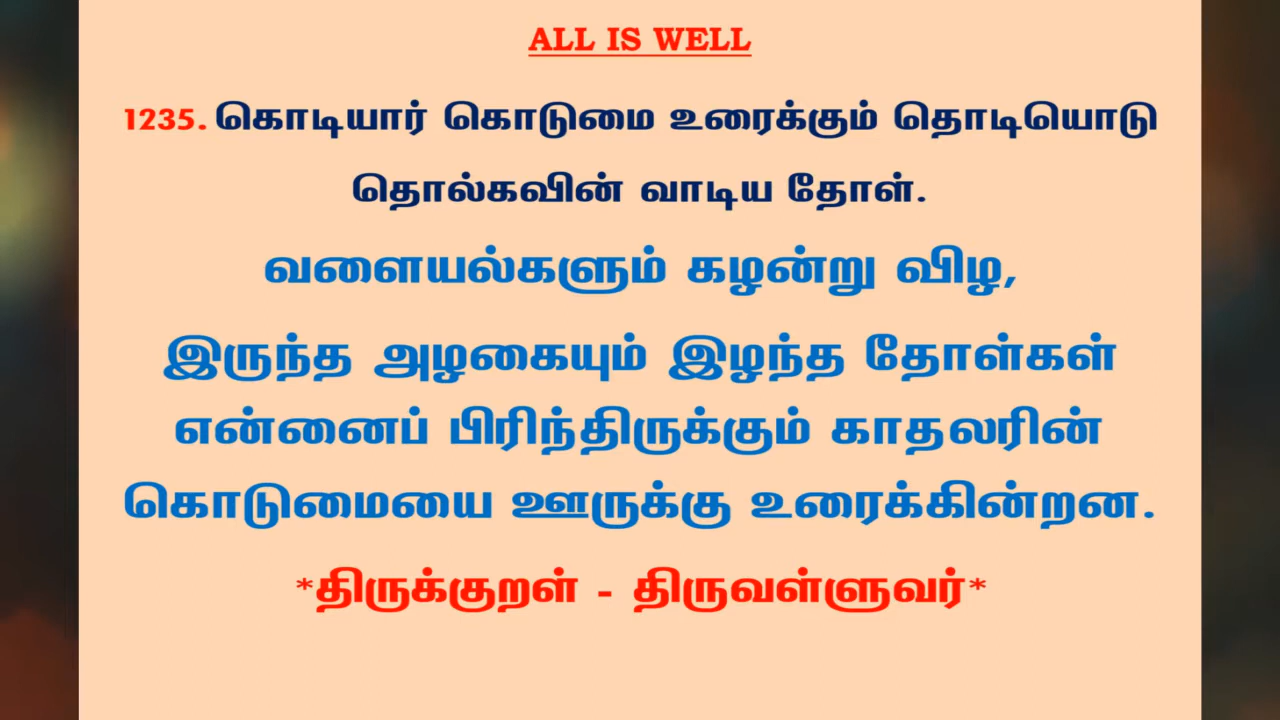 ALL IS WELL
1235. கொடியார் கொடுமை உரைக்கும் தொடியொடு
தொல்கவின் வாடிய தோள்.
வளையல்களும் கழன்று விழ,
இருந்த அழகையும் இழந்த தோள்கள்
என்னைப் பிரிந்திருக்கும் காதலரின்
கொடுமையை ஊருக்கு உரைக்கின்றன.
*திருக்குறள் - திருவள்ளுவர்*